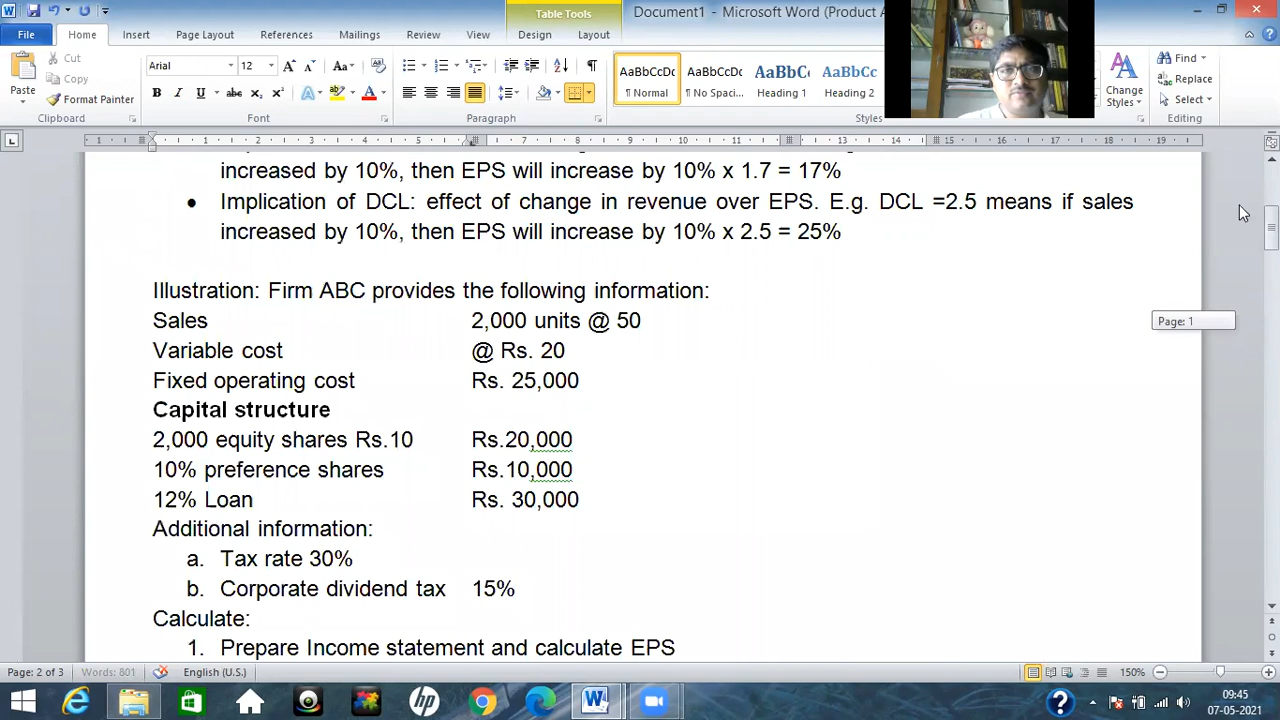 Table Tools
Document1 - Microsoft Word (Product A
File Home Insert Page Layout References Mailings Review View Design Layout
Cut
Copy
Format Painter
Paste
Clipboard
Arial 12
Font
Paragraph
AaBbCcDc AaBbCcDc AaBbC AaBbCc
¶ Normal ¶ No Spaci... Heading 1 Heading 2
Styles
Change
Styles
Find
Replace
Select
Editing
increased by 10%, then EPS will increase by 10% x 1.7 = 17%
• Implication of DCL: effect of change in revenue over EPS. E.g. DCL =2.5 means if sales
increased by 10%, then EPS will increase by 10% x 2.5 = 25%
Illustration: Firm ABC provides the following information:
Sales 2,000 units @ 50
Variable cost @ Rs. 20
Fixed operating cost Rs. 25,000
Capital structure
2,000 equity shares Rs.10 Rs.20,000
10% preference shares Rs.10,000
12% Loan Rs. 30,000
Additional information:
a. Tax rate 30%
b. Corporate dividend tax 15%
Calculate:
1. Prepare Income statement and calculate EPS
Page: 1
Page: 2 of 3 Words: 801 English (U.S.) 150%
09:45
07-05-2021